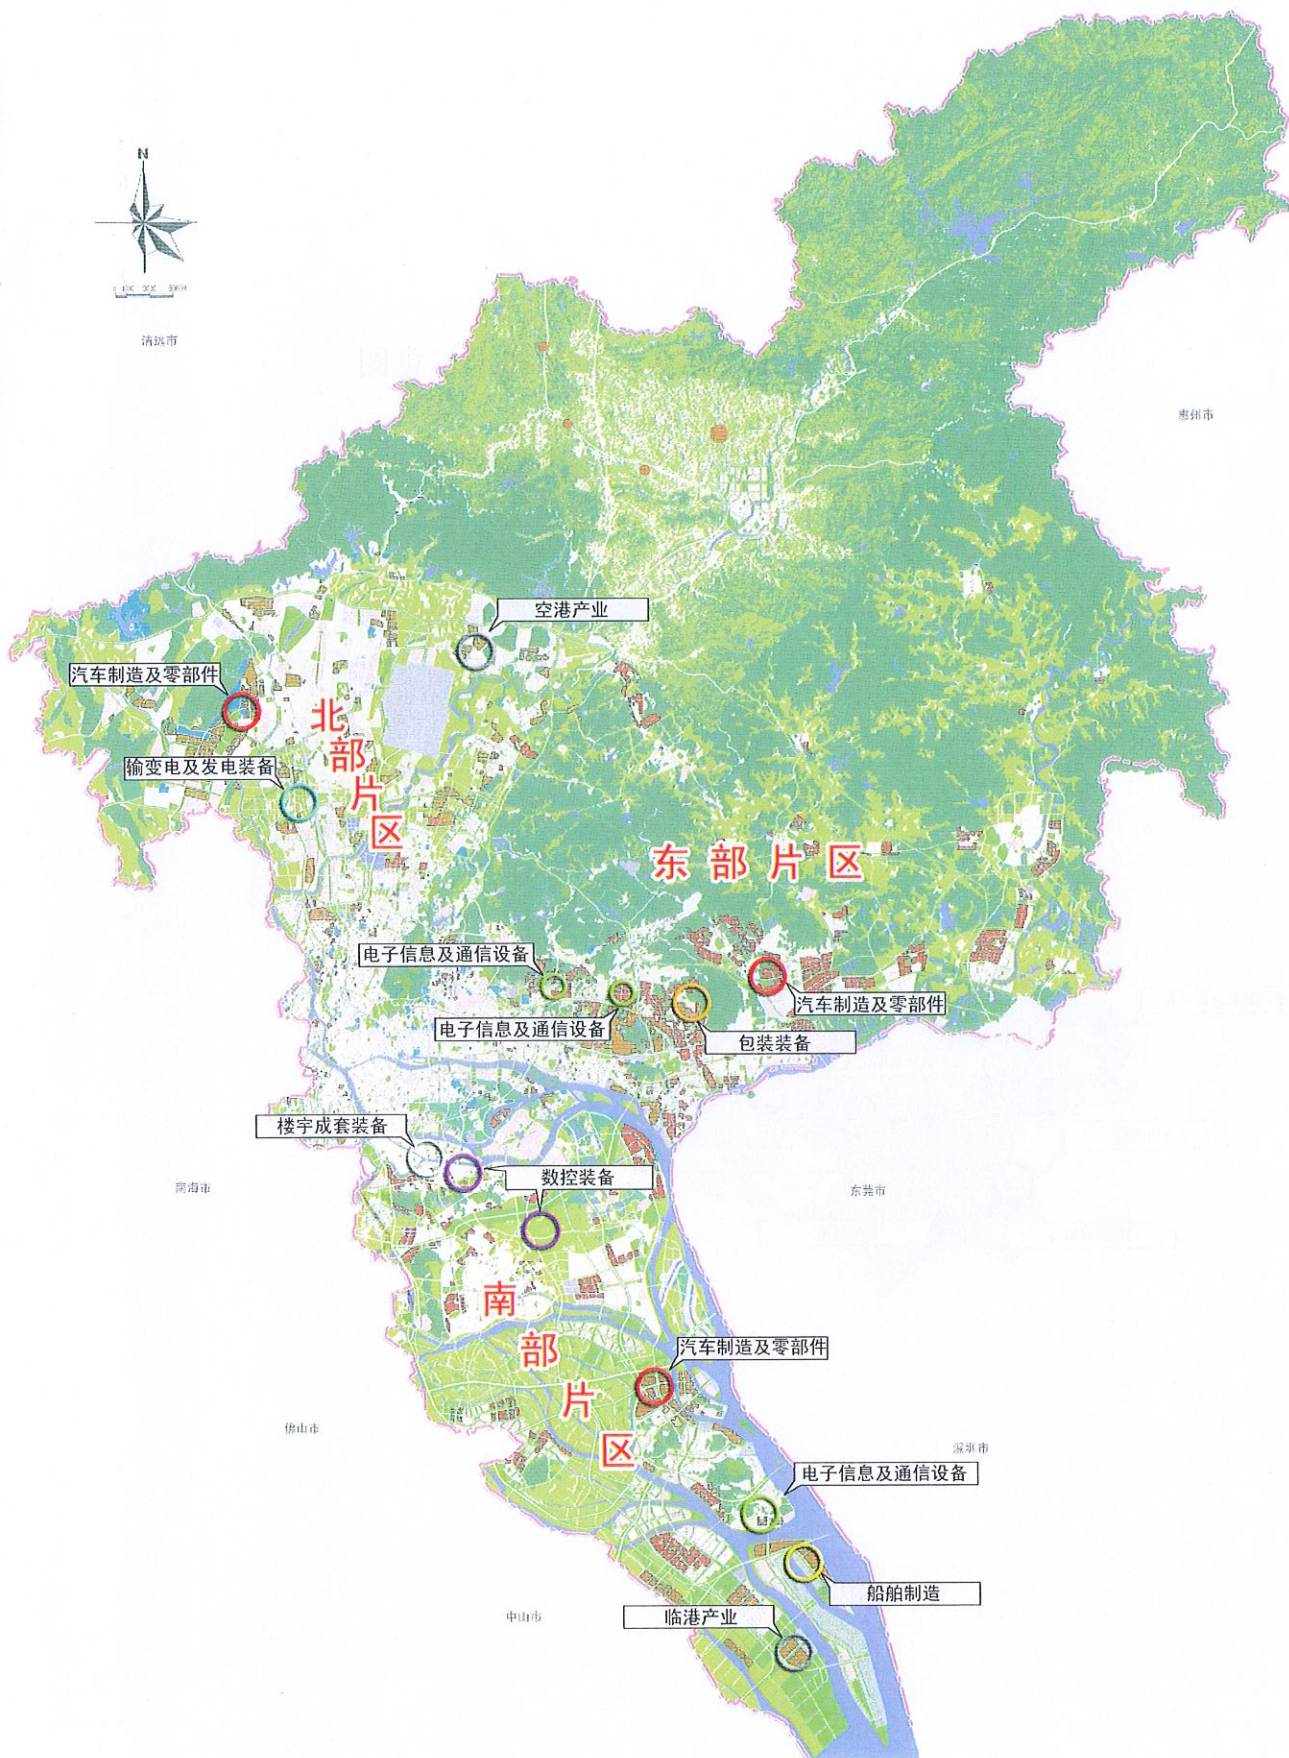 N
清远市
惠州市
空港产业
汽车制造及零部件
北部片区
输变电及发电装备
东部片区
电子信息及通信设备
汽车制造及零部件
电子信息及通信设备
包装装备
楼宇成套装备
数控装备
南海市
东莞市
南部片区
汽车制造及零部件
佛山市
深圳市
电子信息及通信设备
船舶制造
中山市
临港产业